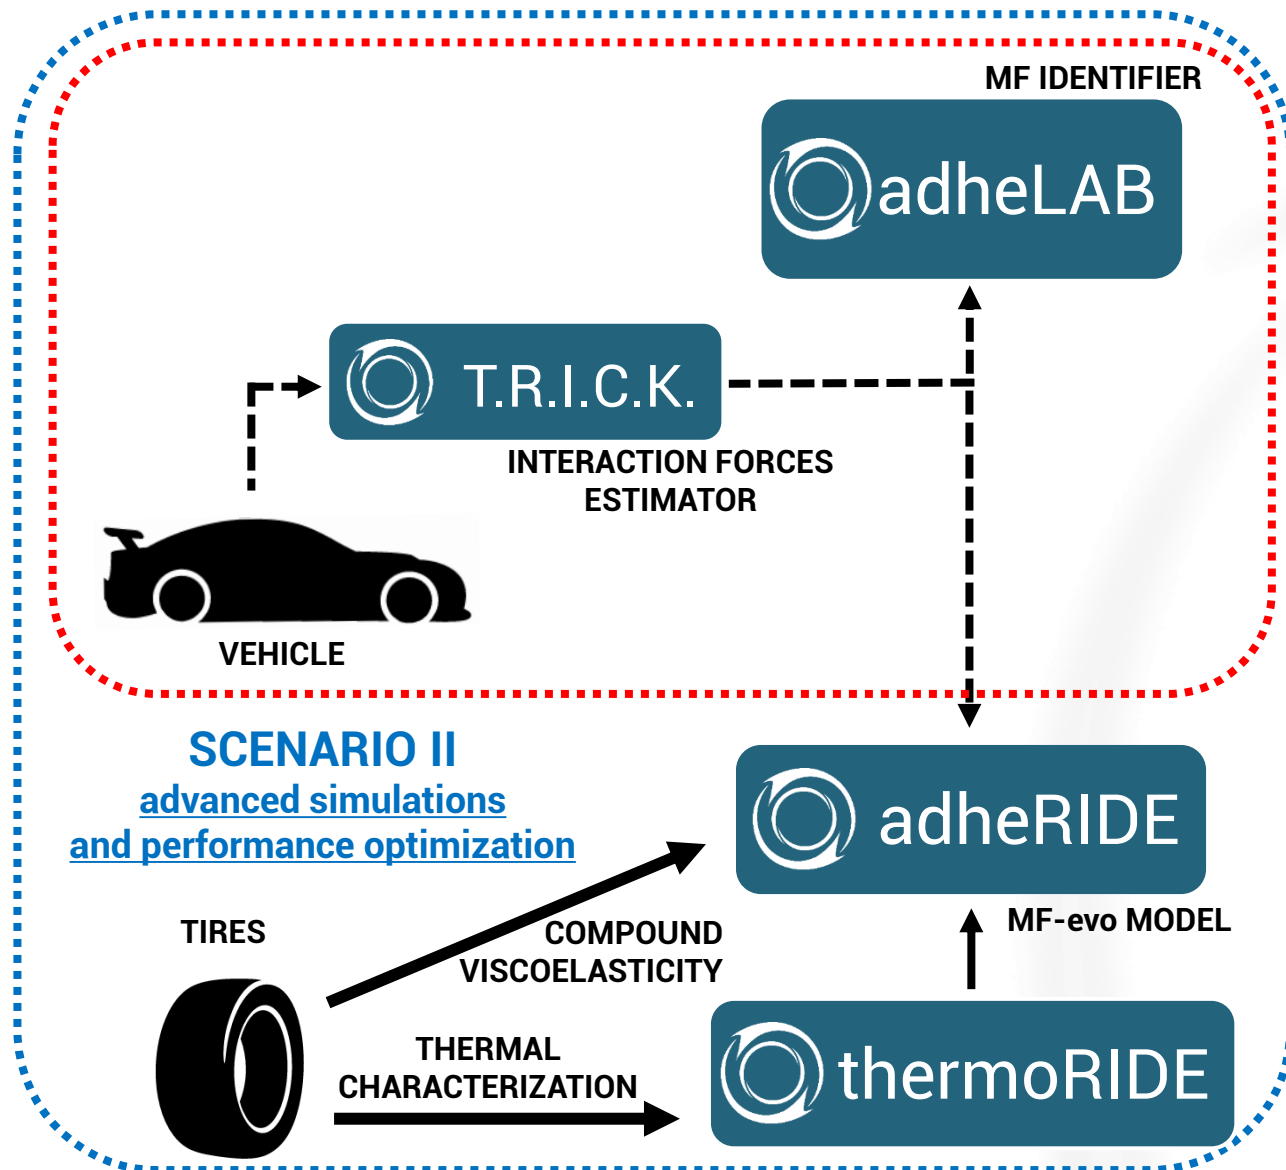 MF IDENTIFIER
adheLAB
T.R.I.C.K.
INTERACTION FORCES
ESTIMATOR
VEHICLE
SCENARIO II
advanced simulations
and performance optimization
adheRIDE
MF-evo MODEL
TIRES
COMPOUND
VISCOELASTICITY
THERMAL
CHARACTERIZATION
thermoRIDE